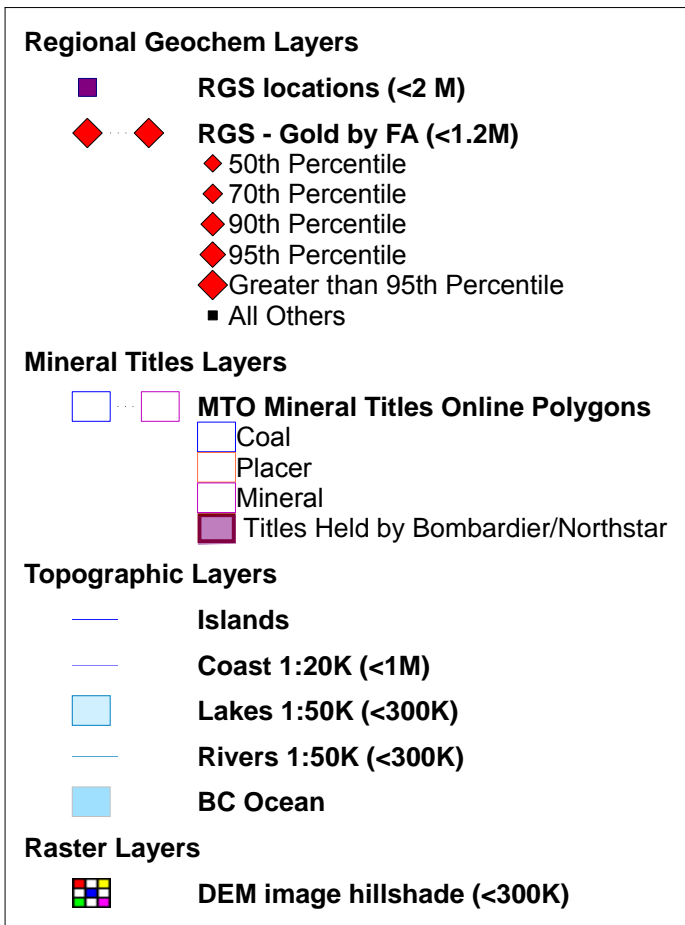 Regional Geochem Layers
RGS locations (<2 M)
RGS - Gold by FA (<1.2M)
50th Percentile
70th Percentile
90th Percentile
95th Percentile
Greater than 95th Percentile
All Others
Mineral Titles Layers
MTO Mineral Titles Online Polygons
Coal
Placer
Mineral
Titles Held by Bombardier/Northstar
Topographic Layers
Islands
Coast 1:20K (<1M)
Lakes 1:50K (<300K)
Rivers 1:50K (<300K)
BC Ocean
Raster Layers
DEM image hillshade (<300K)